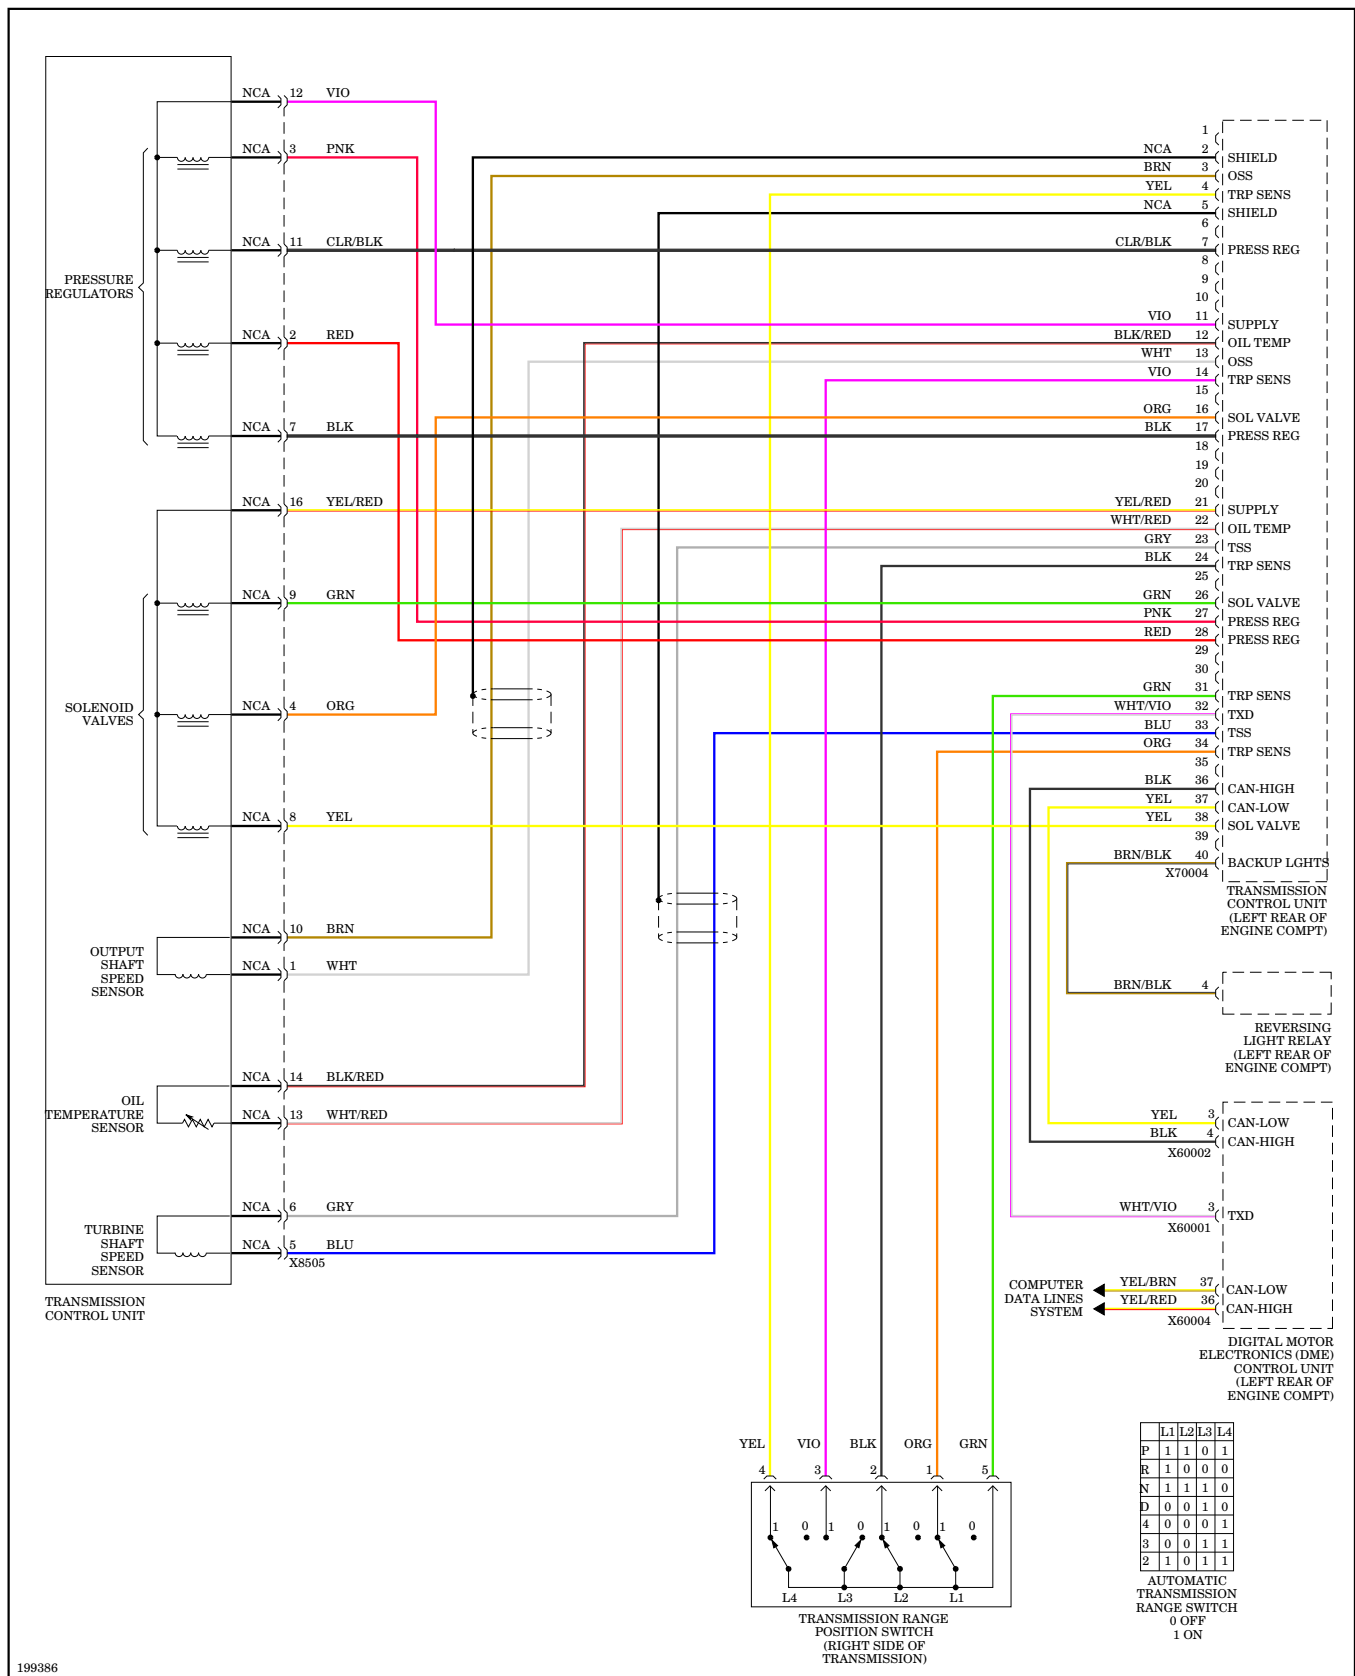 NCA 12 VIO
NCA 3 PNK
NCA 11 CLR/BLK
PRESSURE
REGULATORS
NCA 2 RED
NCA 7 BLK
NCA 16 YEL/RED
NCA 9 GRN
SOLENOID
VALVES
NCA 4 ORG
NCA 8 YEL
NCA 10 BRN
OUTPUT
SHAFT
SPEED
SENSOR
NCA 1 WHT
NCA 14 BLK/RED
OIL
TEMPERATURE
SENSOR
NCA 13 WHT/RED
NCA 6 GRY
TURBINE
SHAFT
SPEED
SENSOR
NCA 5 BLU
X8505
TRANSMISSION
CONTROL UNIT
1
NCA 2 SHIELD
BRN 3 OSS
YEL 4 TRP SENS
NCA 5 SHIELD
6
CLR/BLK 7 PRESS REG
8
9
10
VIO 11 SUPPLY
BLK/RED 12 OIL TEMP
WHT 13 OSS
VIO 14 TRP SENS
15
ORG 16 SOL VALVE
BLK 17 PRESS REG
18
19
20
YEL/RED 21 SUPPLY
WHT/RED 22 OIL TEMP
GRY 23 TSS
BLK 24 TRP SENS
25
GRN 26 SOL VALVE
PNK 27 PRESS REG
RED 28 PRESS REG
29
30
GRN 31 TRP SENS
WHT/VIO 32 TXD
BLU 33 TSS
ORG 34 TRP SENS
35
BLK 36 CAN-HIGH
YEL 37 CAN-LOW
YEL 38 SOL VALVE
39
BRN/BLK 40 BACKUP LGHTS
X70004
TRANSMISSION
CONTROL UNIT
(LEFT REAR OF
ENGINE COMPT)
BRN/BLK 4
REVERSING
LIGHT RELAY
(LEFT REAR OF
ENGINE COMPT)
YEL 3 CAN-LOW
BLK 4 CAN-HIGH
X60002
WHT/VIO 3 TXD
X60001
COMPUTER
DATA LINES
SYSTEM
YEL/BRN 37 CAN-LOW
YEL/RED 36 CAN-HIGH
X60004
DIGITAL MOTOR
ELECTRONICS (DME)
CONTROL UNIT
(LEFT REAR OF
ENGINE COMPT)
YEL VIO BLK ORG GRN
4 3 2 1 5
1 0 1 0 1 0 1 0
L4 L3 L2 L1
TRANSMISSION RANGE
POSITION SWITCH
(RIGHT SIDE OF
TRANSMISSION)
L1 L2 L3 L4
P 1 1 0 1
R 1 0 0 0
N 1 1 1 0
D 0 0 1 0
4 0 0 0 1
3 0 0 1 1
2 1 0 1 1
AUTOMATIC
TRANSMISSION
RANGE SWITCH
0 OFF
1 ON
199386